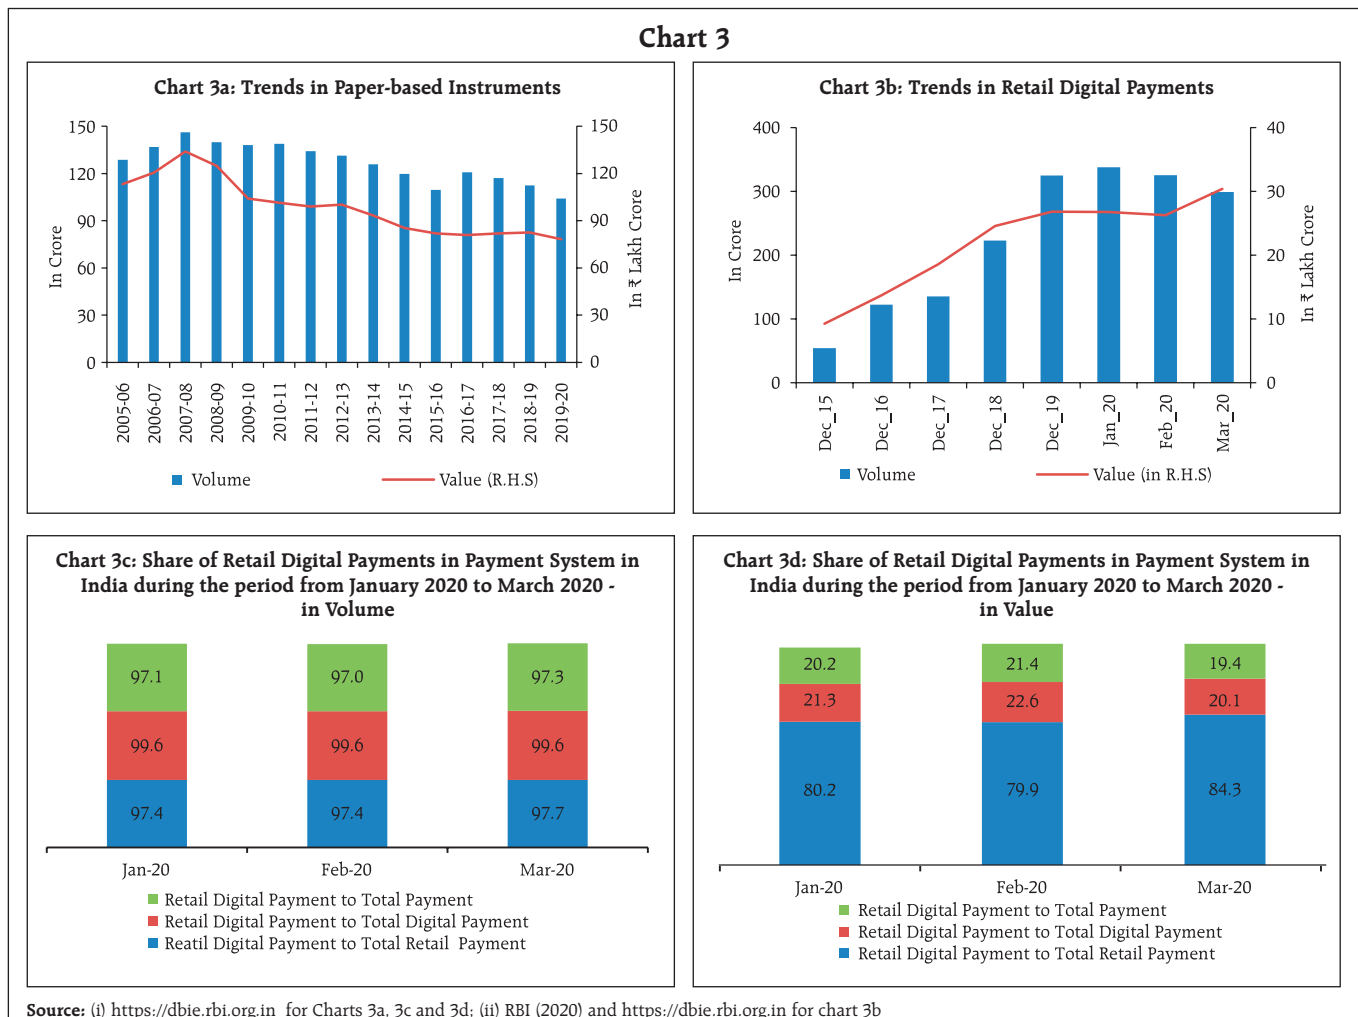 Chart 3
Chart 3a: Trends in Paper-based Instruments
150
120
90
60
30
0
In Crore
150
120
90
60
30
0
In ₹ Lakh Crore
2005-06
2006-07
2007-08
2008-09
2009-10
2010-11
2011-12
2012-13
2013-14
2014-15
2015-16
2016-17
2017-18
2018-19
2019-20
Volume
Value (R.H.S)
Chart 3b: Trends in Retail Digital Payments
400
300
200
100
0
In Crore
40
30
20
10
0
In ₹ Lakh Crore
Dec_15
Dec_16
Dec_17
Dec_18
Dec_19
Jan_20
Feb_20
Mar_20
Volume
Value (in R.H.S)
Chart 3c: Share of Retail Digital Payments in Payment System in
India during the period from January 2020 to March 2020 -
in Volume
97.1
97.0
97.3
99.6
99.6
99.6
97.4
97.4
97.7
Jan-20
Feb-20
Mar-20
Retail Digital Payment to Total Payment
Retail Digital Payment to Total Digital Payment
Reatil Digital Payment to Total Retail Payment
Chart 3d: Share of Retail Digital Payments in Payment System in
India during the period from January 2020 to March 2020 -
in Value
20.2
21.4
19.4
21.3
22.6
20.1
80.2
79.9
84.3
Jan-20
Feb-20
Mar-20
Retail Digital Payment to Total Payment
Retail Digital Payment to Total Digital Payment
Retail Digital Payment to Total Retail Payment
Source: (i) https://dbie.rbi.org.in for Charts 3a, 3c and 3d; (ii) RBI (2020) and https://dbie.rbi.org.in for chart 3b